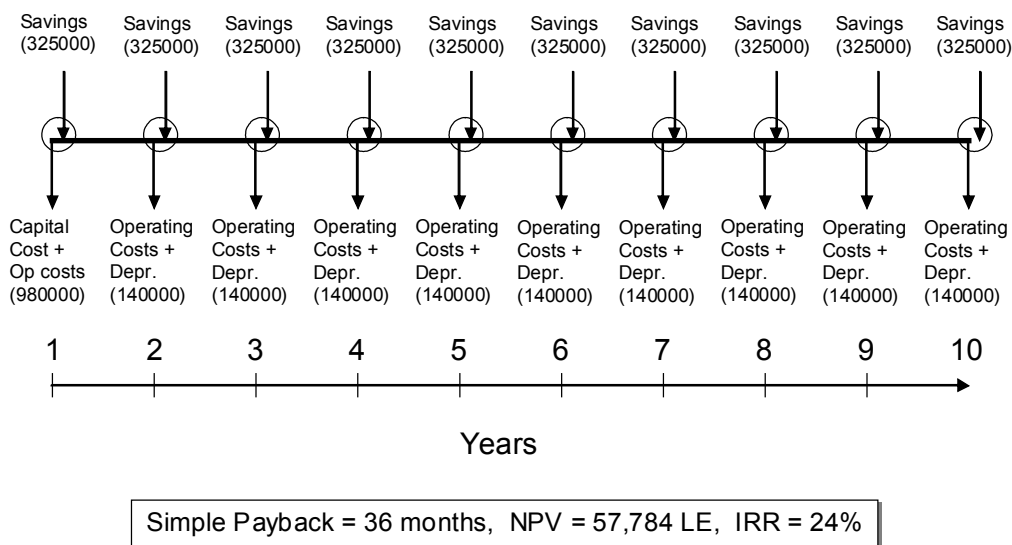 Savings Savings Savings Savings Savings Savings Savings Savings Savings Savings
(325000) (325000) (325000) (325000) (325000) (325000) (325000) (325000) (325000) (325000)
Capital Operating Operating Operating Operating Operating Operating Operating Operating Operating
Cost + Costs + Costs + Costs + Costs + Costs + Costs + Costs + Costs + Costs +
Op costs Depr. Depr. Depr. Depr. Depr. Depr. Depr. Depr. Depr.
(980000) (140000) (140000) (140000) (140000) (140000) (140000) (140000) (140000) (140000)
1 2 3 4 5 6 7 8 9 10
Years
Simple Payback = 36 months, NPV = 57,784 LE, IRR = 24%